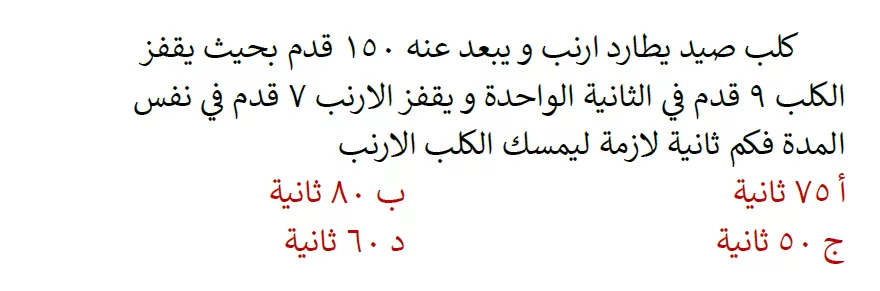 كلب صيد يطارد ارنب و يبعد عنه ١٥٠ قدم بحيث يقفز
الكلب ٩ قدم في الثانية الواحدة و يقفز الارنب ٧ قدم في نفس
المدة فكم ثانية لازمة ليمسك الكلب الارنب
أ ٧٥ ثانية ب ٨٠ ثانية
ج ٥٠ ثانية د ٦٠ ثانية